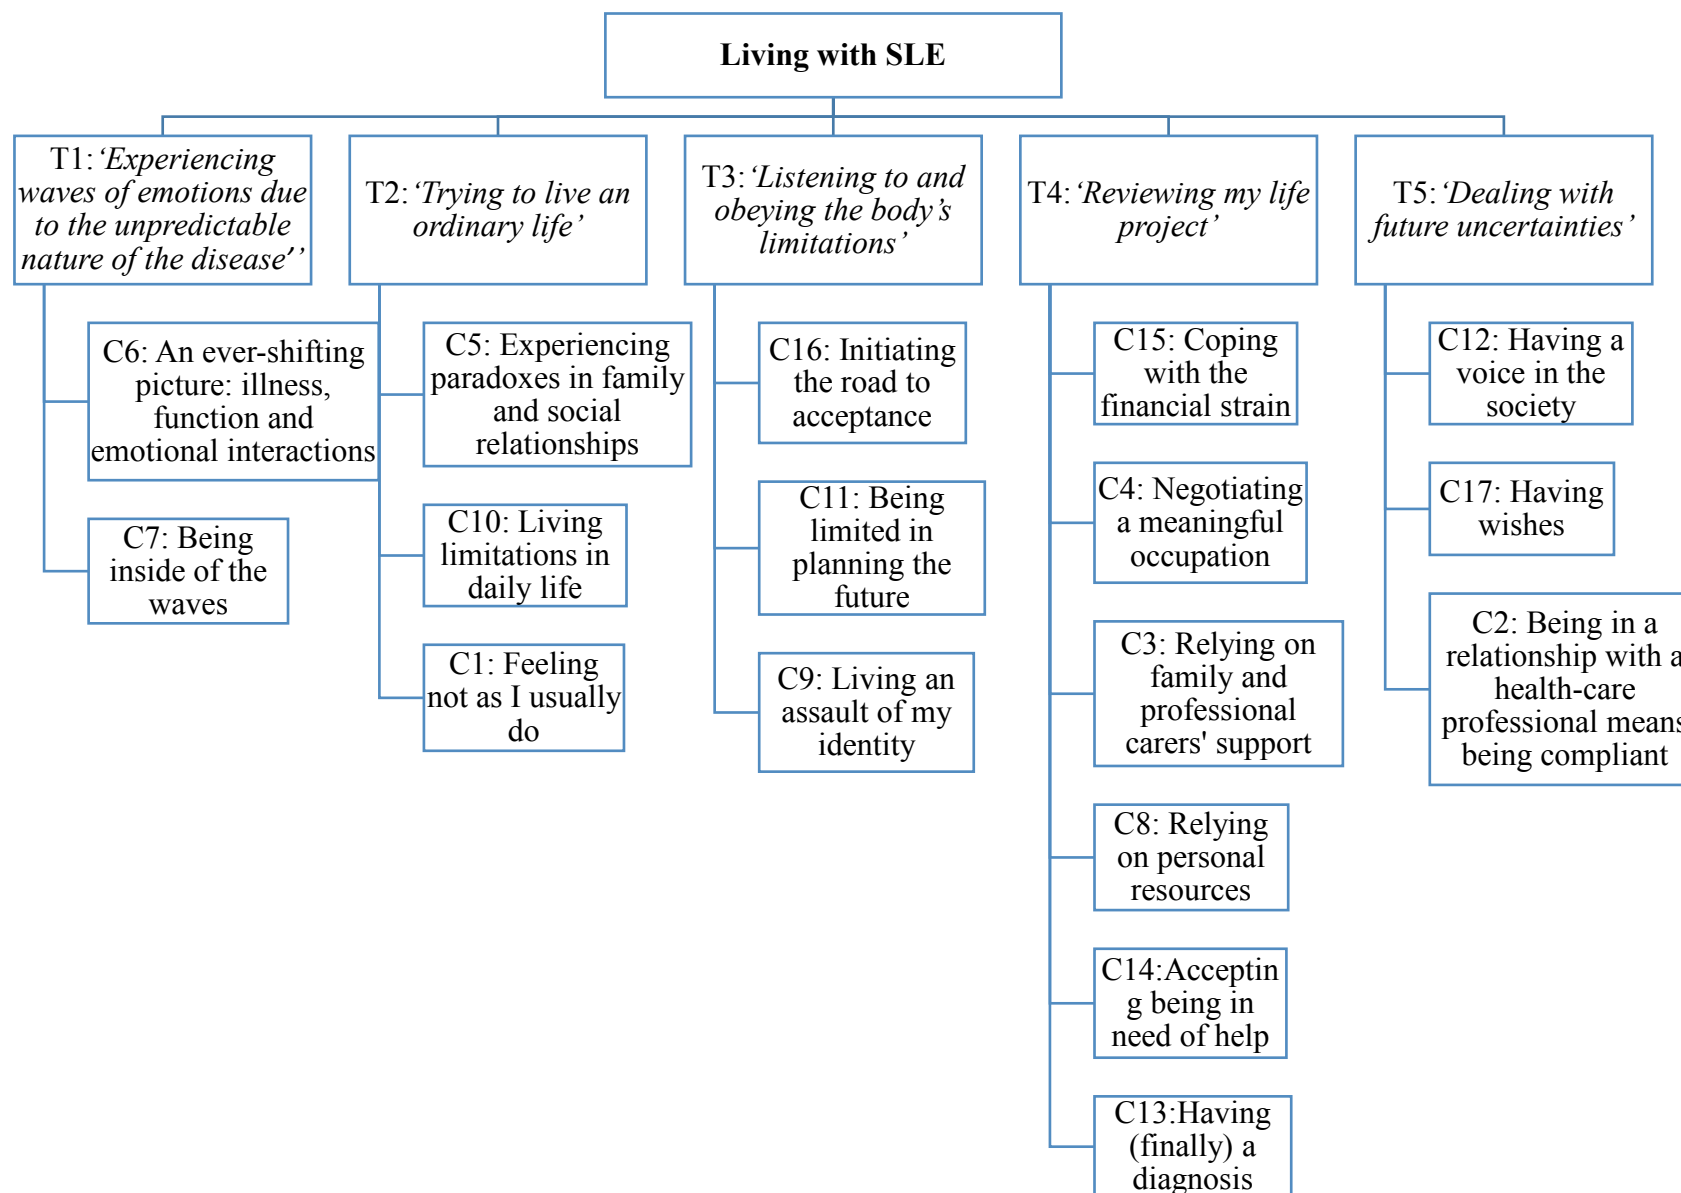 Living with SLE
T1: ‘Experiencing
waves of emotions due
to the unpredictable
nature of the disease’’
T2: ‘Trying to live an
ordinary life’
T3: ‘Listening to and
obeying the body’s
limitations’
T4: ‘Reviewing my life
project’
T5: ‘Dealing with
future uncertainties’
C6: An ever-shifting
picture: illness,
function and
emotional interactions
C7: Being
inside of the
waves
C5: Experiencing
paradoxes in family
and social
relationships
C10: Living
limitations in
daily life
C1: Feeling
not as I usually
do
C16: Initiating
the road to
acceptance
C11: Being
limited in
planning the
future
C9: Living an
assault of my
identity
C15: Coping
with the
financial strain
C4: Negotiating
a meaningful
occupation
C3: Relying on
family and
professional
carers' support
C8: Relying
on personal
resources
C14:Acceptin
g being in
need of help
C13:Having
(finally) a
diagnosis
C12: Having a
voice in the
society
C17: Having
wishes
C2: Being in a
relationship with a
health-care
professional means
being compliant